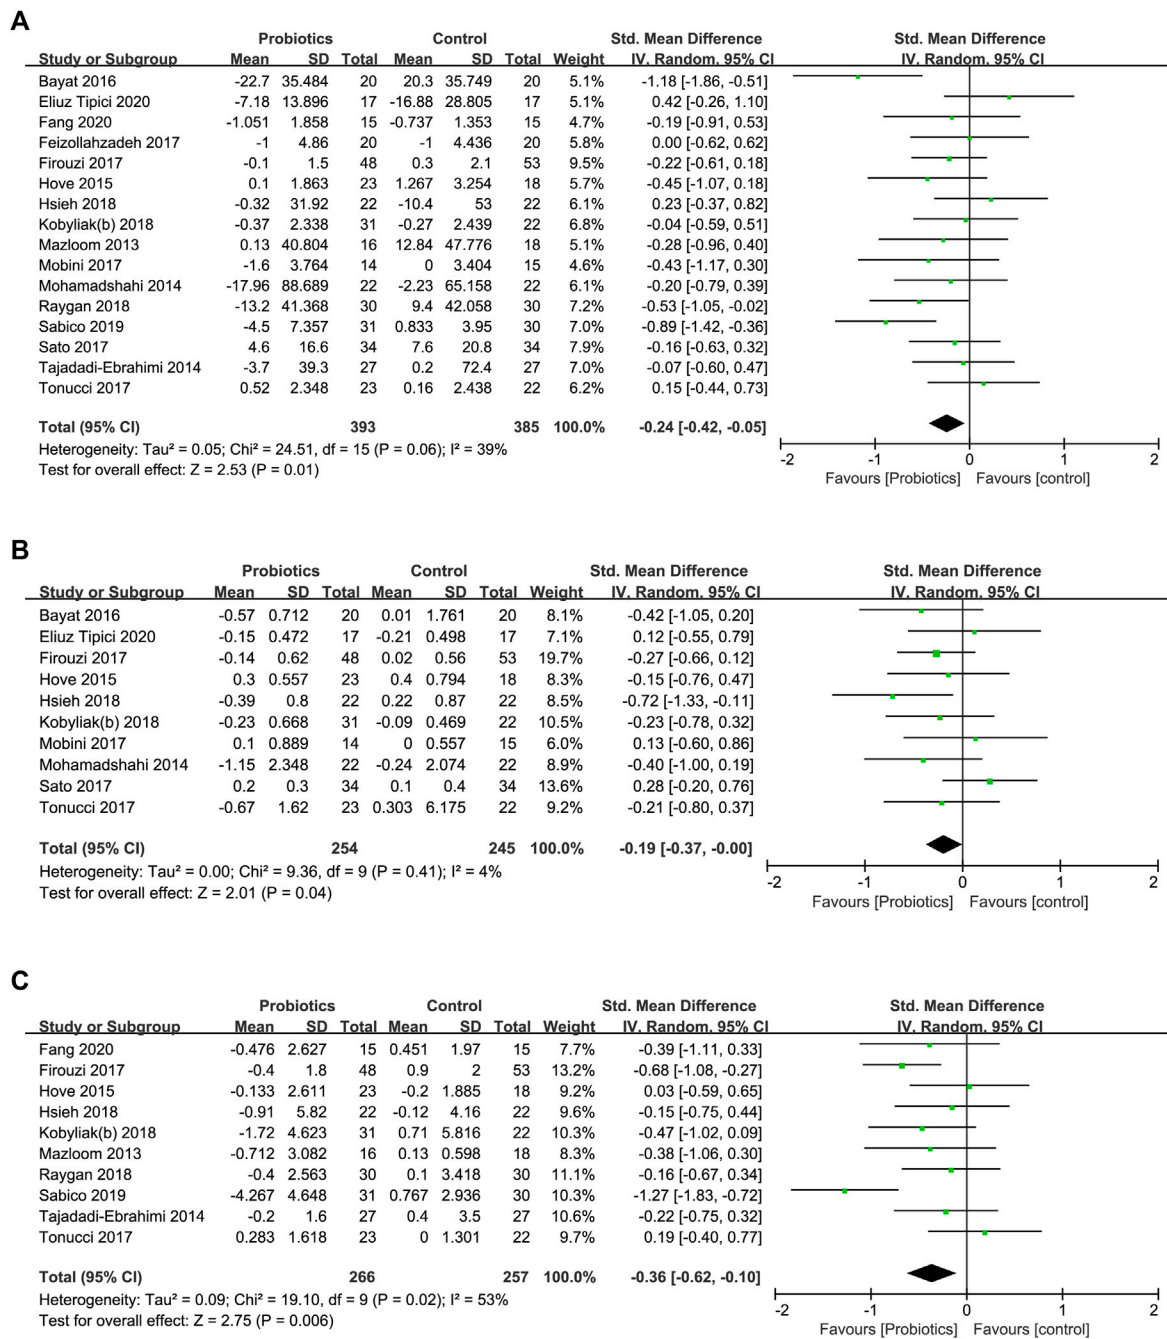 A
Probiotics Control Std. Mean Difference Std. Mean Difference
Study or Subgroup Mean SD Total Mean SD Total Weight IV. Random. 95% CI IV. Random. 95% CI
Bayat 2016 -22.7 35.484 20 20.3 35.749 20 5.1% -1.18 [-1.86, -0.51]
Eliuz Tipici 2020 -7.18 13.896 17 -16.88 28.805 17 5.1% 0.42 [-0.26, 1.10]
Fang 2020 -1.051 1.858 15 -0.737 1.353 15 4.7% -0.19 [-0.91, 0.53]
Feizollahzadeh 2017 -1 4.86 20 -1 4.436 20 5.8% 0.00 [-0.62, 0.62]
Firouzi 2017 -0.1 1.5 48 0.3 2.1 53 9.5% -0.22 [-0.61, 0.18]
Hove 2015 0.1 1.863 23 1.267 3.254 18 5.7% -0.45 [-1.07, 0.18]
Hsieh 2018 -0.32 31.92 22 -10.4 53 22 6.1% 0.23 [-0.37, 0.82]
Kobyliak(b) 2018 -0.37 2.338 31 -0.27 2.439 22 6.8% -0.04 [-0.59, 0.51]
Mazloom 2013 0.13 40.804 16 12.84 47.776 18 5.1% -0.28 [-0.96, 0.40]
Mobini 2017 -1.6 3.764 14 0 3.404 15 4.6% -0.43 [-1.17, 0.30]
Mohamadshahi 2014 -17.96 88.689 22 -2.23 65.158 22 6.1% -0.20 [-0.79, 0.39]
Raygan 2018 -13.2 41.368 30 9.4 42.058 30 7.2% -0.53 [-1.05, -0.02]
Sabico 2019 -4.5 7.357 31 0.833 3.95 30 7.0% -0.89 [-1.42, -0.36]
Sato 2017 4.6 16.6 34 7.6 20.8 34 7.9% -0.16 [-0.63, 0.32]
Tajadadi-Ebrahimi 2014 -3.7 39.3 27 0.2 72.4 27 7.0% -0.07 [-0.60, 0.47]
Tonucci 2017 0.52 2.348 23 0.16 2.438 22 6.2% 0.15 [-0.44, 0.73]
Total (95% CI) 393 385 100.0% -0.24 [-0.42, -0.05]
Heterogeneity: Tau² = 0.05; Chi² = 24.51, df = 15 (P = 0.06); I² = 39%
Test for overall effect: Z = 2.53 (P = 0.01)
-2 -1 0 1 2
Favours [Probiotics] Favours [control]
B
Probiotics Control Std. Mean Difference Std. Mean Difference
Study or Subgroup Mean SD Total Mean SD Total Weight IV. Random. 95% CI IV. Random. 95% CI
Bayat 2016 -0.57 0.712 20 0.01 1.761 20 8.1% -0.42 [-1.05, 0.20]
Eliuz Tipici 2020 -0.15 0.472 17 -0.21 0.498 17 7.1% 0.12 [-0.55, 0.79]
Firouzi 2017 -0.14 0.62 48 0.02 0.56 53 19.7% -0.27 [-0.66, 0.12]
Hove 2015 0.3 0.557 23 0.4 0.794 18 8.3% -0.15 [-0.76, 0.47]
Hsieh 2018 -0.39 0.8 22 0.22 0.87 22 8.5% -0.72 [-1.33, -0.11]
Kobyliak(b) 2018 -0.23 0.668 31 -0.09 0.469 22 10.5% -0.23 [-0.78, 0.32]
Mobini 2017 0.1 0.889 14 0 0.557 15 6.0% 0.13 [-0.60, 0.86]
Mohamadshahi 2014 -1.15 2.348 22 -0.24 2.074 22 8.9% -0.40 [-1.00, 0.19]
Sato 2017 0.2 0.3 34 0.1 0.4 34 13.6% 0.28 [-0.20, 0.76]
Tonucci 2017 -0.67 1.62 23 0.303 6.175 22 9.2% -0.21 [-0.80, 0.37]
Total (95% CI) 254 245 100.0% -0.19 [-0.37, -0.00]
Heterogeneity: Tau² = 0.00; Chi² = 9.36, df = 9 (P = 0.41); I² = 4%
Test for overall effect: Z = 2.01 (P = 0.04)
-2 -1 0 1 2
Favours [Probiotics] Favours [control]
C
Probiotics Control Std. Mean Difference Std. Mean Difference
Study or Subgroup Mean SD Total Mean SD Total Weight IV. Random. 95% CI IV. Random. 95% CI
Fang 2020 -0.476 2.627 15 0.451 1.97 15 7.7% -0.39 [-1.11, 0.33]
Firouzi 2017 -0.4 1.8 48 0.9 2 53 13.2% -0.68 [-1.08, -0.27]
Hove 2015 -0.133 2.611 23 -0.2 1.885 18 9.2% 0.03 [-0.59, 0.65]
Hsieh 2018 -0.91 5.82 22 -0.12 4.16 22 9.6% -0.15 [-0.75, 0.44]
Kobyliak(b) 2018 -1.72 4.623 31 0.71 5.816 22 10.3% -0.47 [-1.02, 0.09]
Mazloom 2013 -0.712 3.082 16 0.13 0.598 18 8.3% -0.38 [-1.06, 0.30]
Raygan 2018 -0.4 2.563 30 0.1 3.418 30 11.1% -0.16 [-0.67, 0.34]
Sabico 2019 -4.267 4.648 31 0.767 2.936 30 10.3% -1.27 [-1.83, -0.72]
Tajadadi-Ebrahimi 2014 -0.2 1.6 27 0.4 3.5 27 10.6% -0.22 [-0.75, 0.32]
Tonucci 2017 0.283 1.618 23 0 1.301 22 9.7% 0.19 [-0.40, 0.77]
Total (95% CI) 266 257 100.0% -0.36 [-0.62, -0.10]
Heterogeneity: Tau² = 0.09; Chi² = 19.10, df = 9 (P = 0.02); I² = 53%
Test for overall effect: Z = 2.75 (P = 0.006)
-2 -1 0 1 2
Favours [Probiotics] Favours [control]